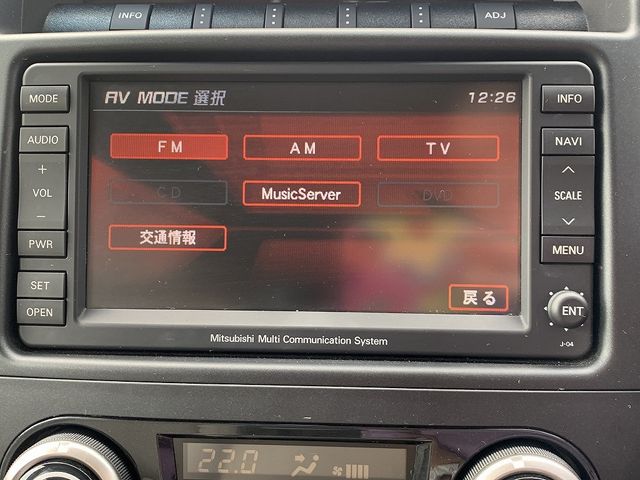 INFO ADJ
AV MODE 選択 12:26
MODE
AUDIO
+
VOL
−
PWR
SET
OPEN
FM AM TV
CD MusicServer DVD
交通情報
戻る
INFO
NAVI
SCALE
MENU
ENT
J-04
Mitsubishi Multi Communication System
22.0